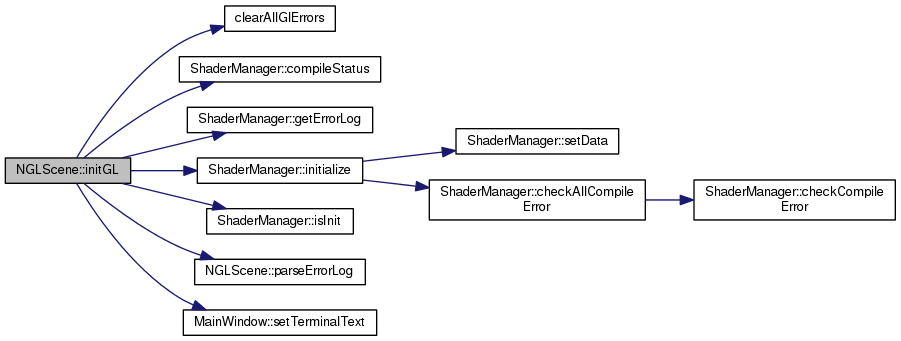 clearAllGlErrors
ShaderManager::compileStatus
ShaderManager::getErrorLog
ShaderManager::setData
NGLScene::initGL
ShaderManager::initialize
ShaderManager::checkAllCompile
Error
ShaderManager::checkCompile
Error
ShaderManager::isInit
NGLScene::parseErrorLog
MainWindow::setTerminalText